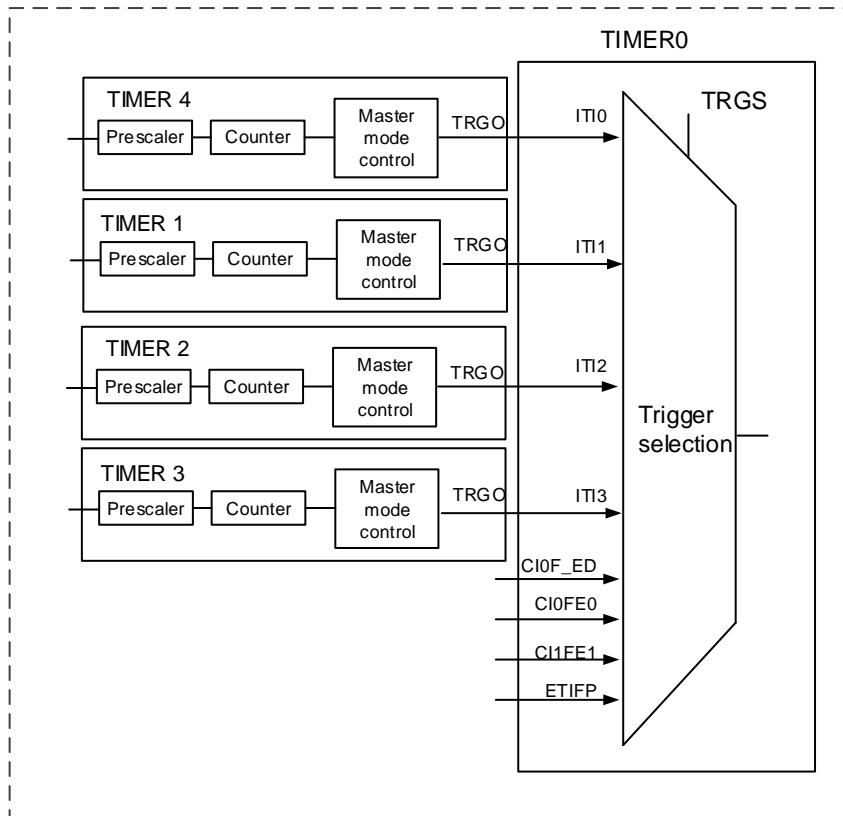 TIMER0
TIMER 4
Prescaler
Counter
Master
mode
control
TRGO
ITI0
TRGS
TIMER 1
Prescaler
Counter
Master
mode
control
TRGO
ITI1
TIMER 2
Prescaler
Counter
Master
mode
control
TRGO
ITI2
Trigger
selection
TIMER 3
Prescaler
Counter
Master
mode
control
TRGO
ITI3
CI0F_ED
CI0FE0
CI1FE1
ETIFP